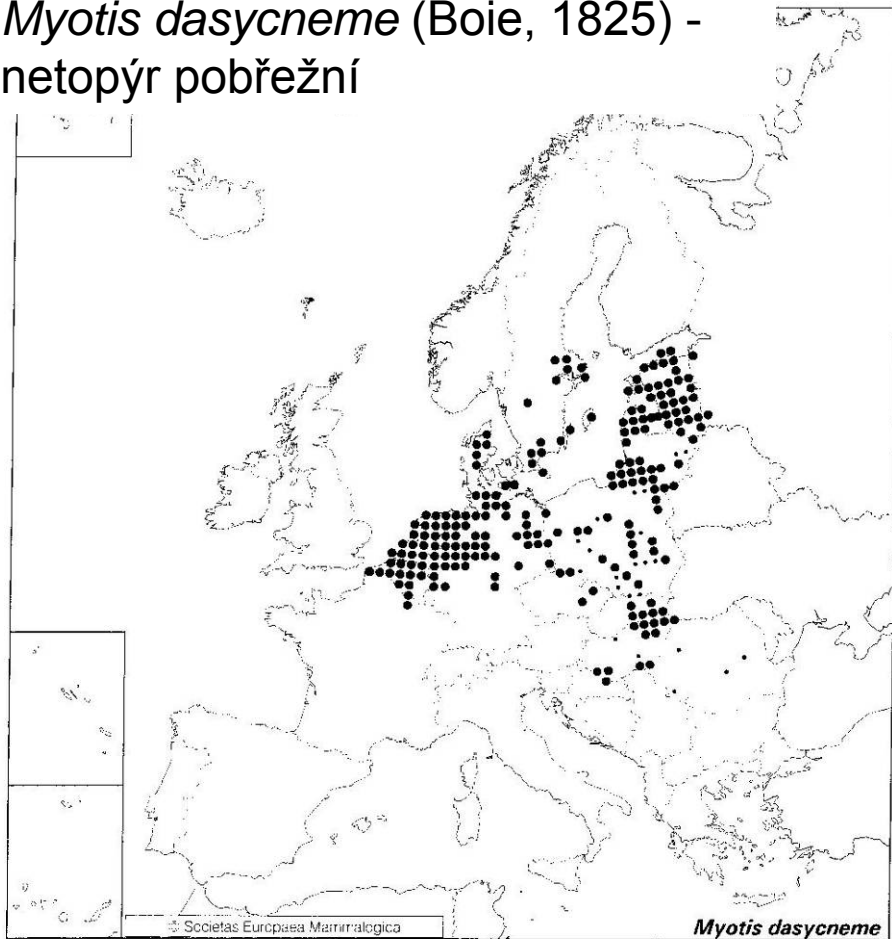 Myotis dasycneme (Boie, 1825) -
netopýr pobřežní
© Societas Europaea Mammalogica
Myotis dasycneme